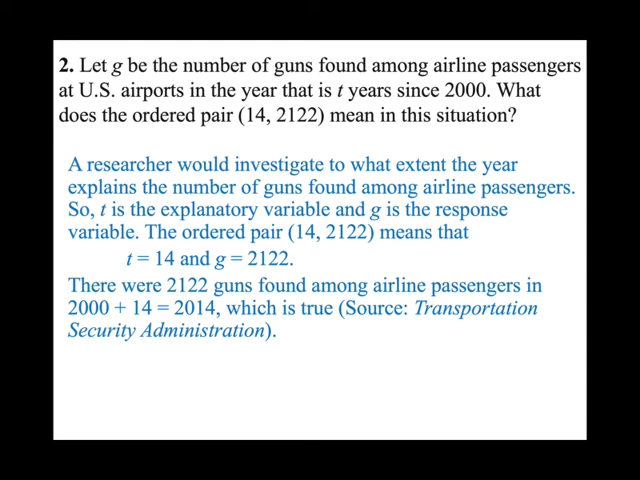 2. Let g be the number of guns found among airline passengers
at U.S. airports in the year that is t years since 2000. What
does the ordered pair (14, 2122) mean in this situation?
A researcher would investigate to what extent the year
explains the number of guns found among airline passengers.
So, t is the explanatory variable and g is the response
variable. The ordered pair (14, 2122) means that
t = 14 and g = 2122.
There were 2122 guns found among airline passengers in
2000 + 14 = 2014, which is true (Source: Transportation
Security Administration).